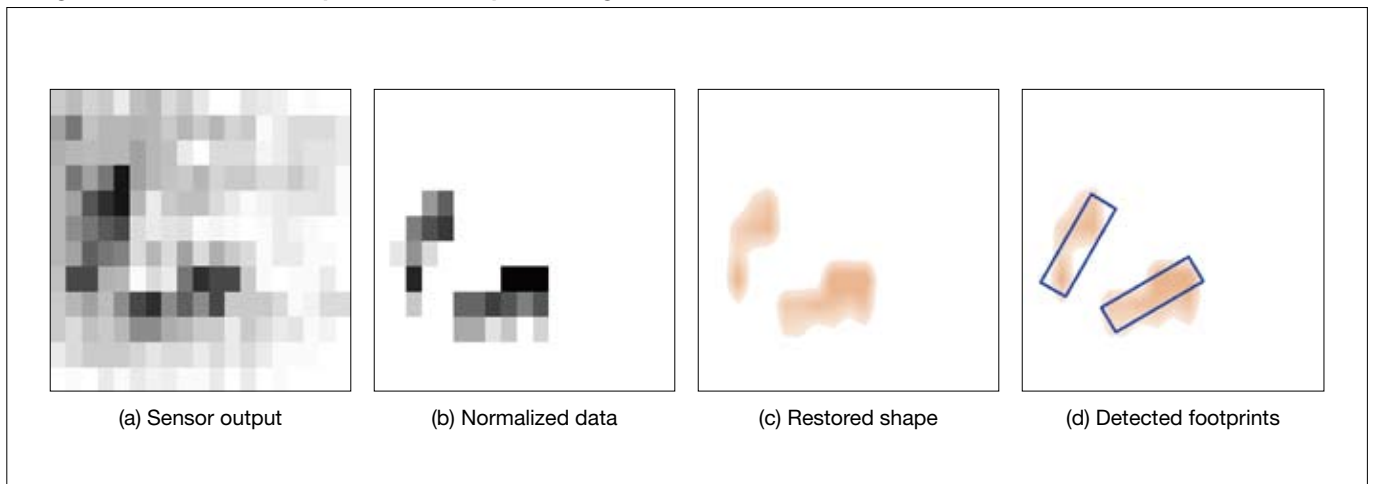 (a) Sensor output
(b) Normalized data
(c) Restored shape
(d) Detected footprints